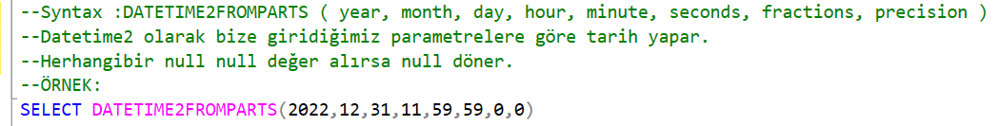 --Syntax :DATETIME2FROMPARTS ( year, month, day, hour, minute, seconds, fractions, precision )
--Datetime2 olarak bize giridiğimiz parametrelere göre tarih yapar.
--Herhangibir null null değer alırsa null döner.
--ÖRNEK:
SELECT DATETIME2FROMPARTS(2022,12,31,11,59,59,0,0)